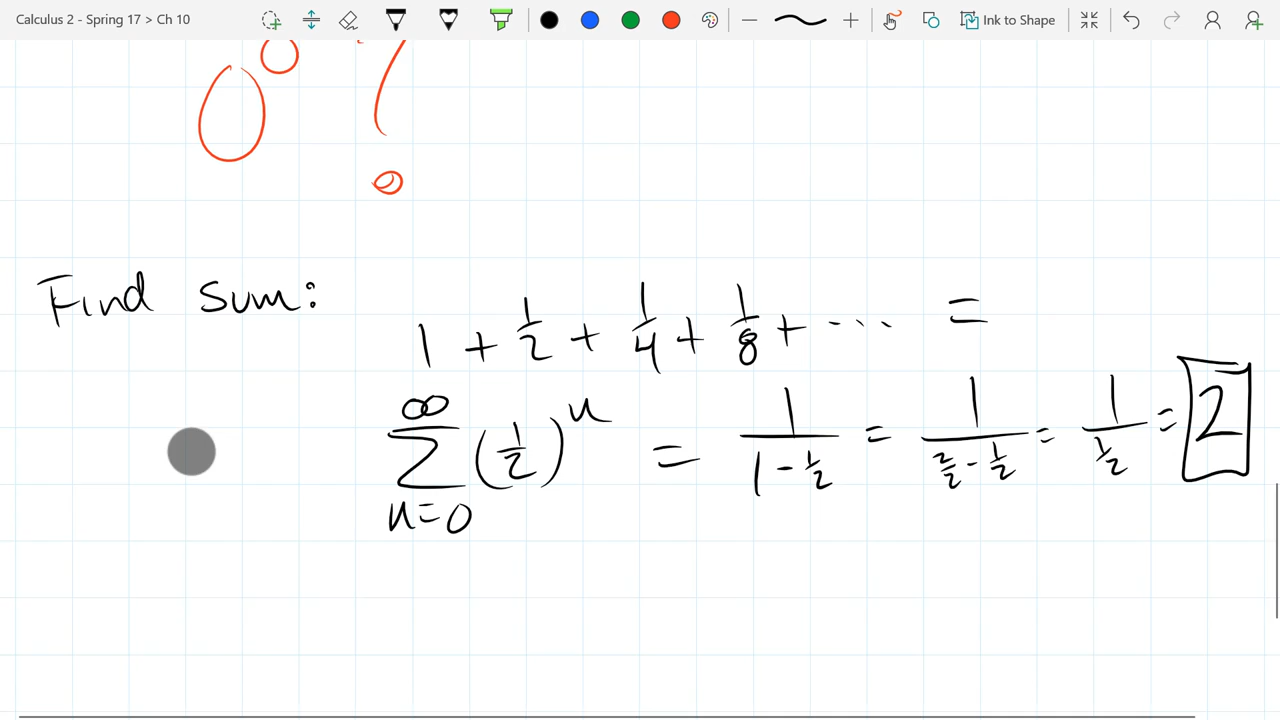 Calculus 2 - Spring 17 > Ch 10
Ink to Shape
0⁰ ?
Find sum:
1 + 1/2 + 1/4 + 1/8 + ... =
∞
∑ (1/2)ⁿ = 1/(1 - 1/2) = 1/(2/2 - 1/2) = 1/(1/2) = 2
n=0